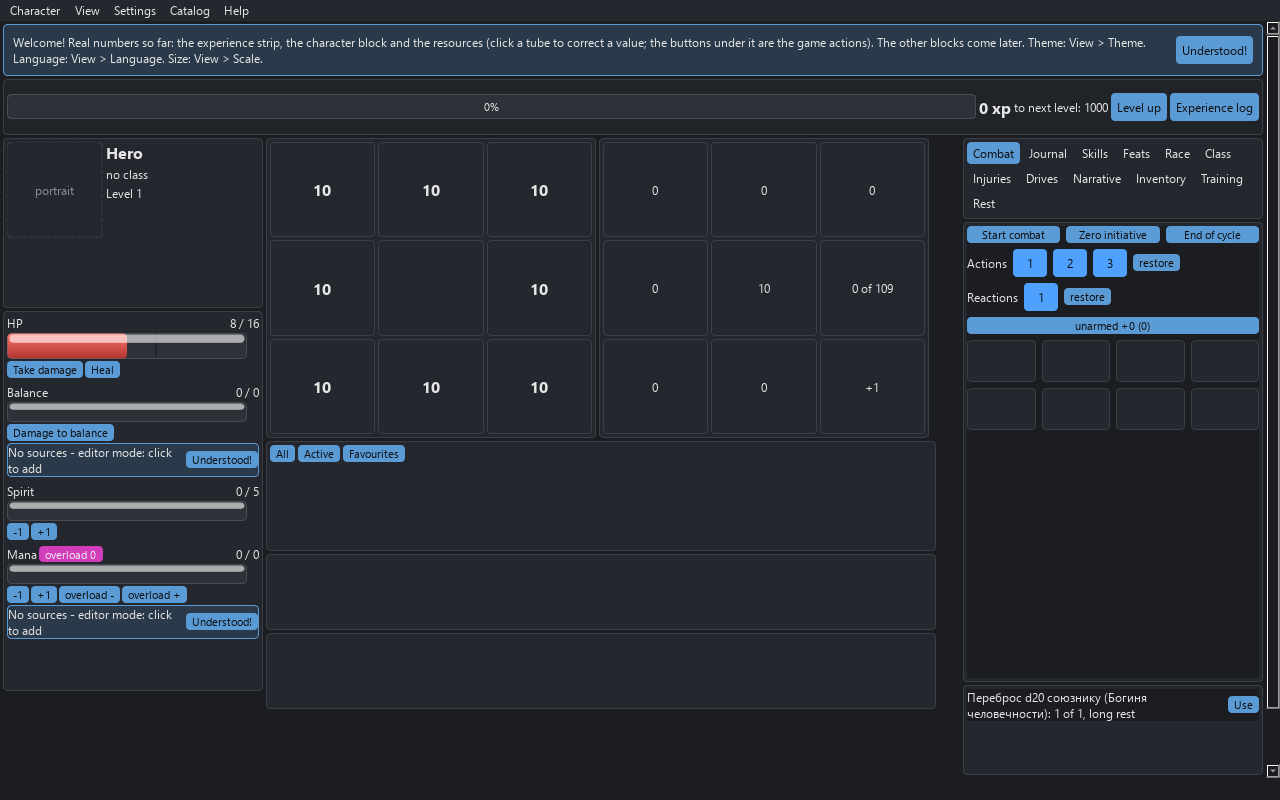 Character View Settings Catalog Help
Welcome! Real numbers so far: the experience strip, the character block and the resources (click a tube to correct a value; the buttons under it are the game actions). The other blocks come later. Theme: View > Theme.
Language: View > Language. Size: View > Scale.
Understood!
0%
0 xp to next level: 1000 Level up Experience log
portrait
Hero
no class
Level 1
HP 8 / 16
Take damage Heal
Balance 0 / 0
Damage to balance
No sources - editor mode: click
to add
Understood!
Spirit 0 / 5
-1 +1
Mana overload 0 0 / 0
-1 +1 overload - overload +
No sources - editor mode: click
to add
Understood!
10 10 10
10 10
10 10 10
0 0 0
0 10 0 of 109
0 0 +1
All Active Favourites
Combat Journal Skills Feats Race Class
Injuries Drives Narrative Inventory Training
Rest
Start combat Zero initiative End of cycle
Actions 1 2 3 restore
Reactions 1 restore
unarmed +0 (0)
Переброс d20 союзнику (Богиня
человечности): 1 of 1, long rest
Use